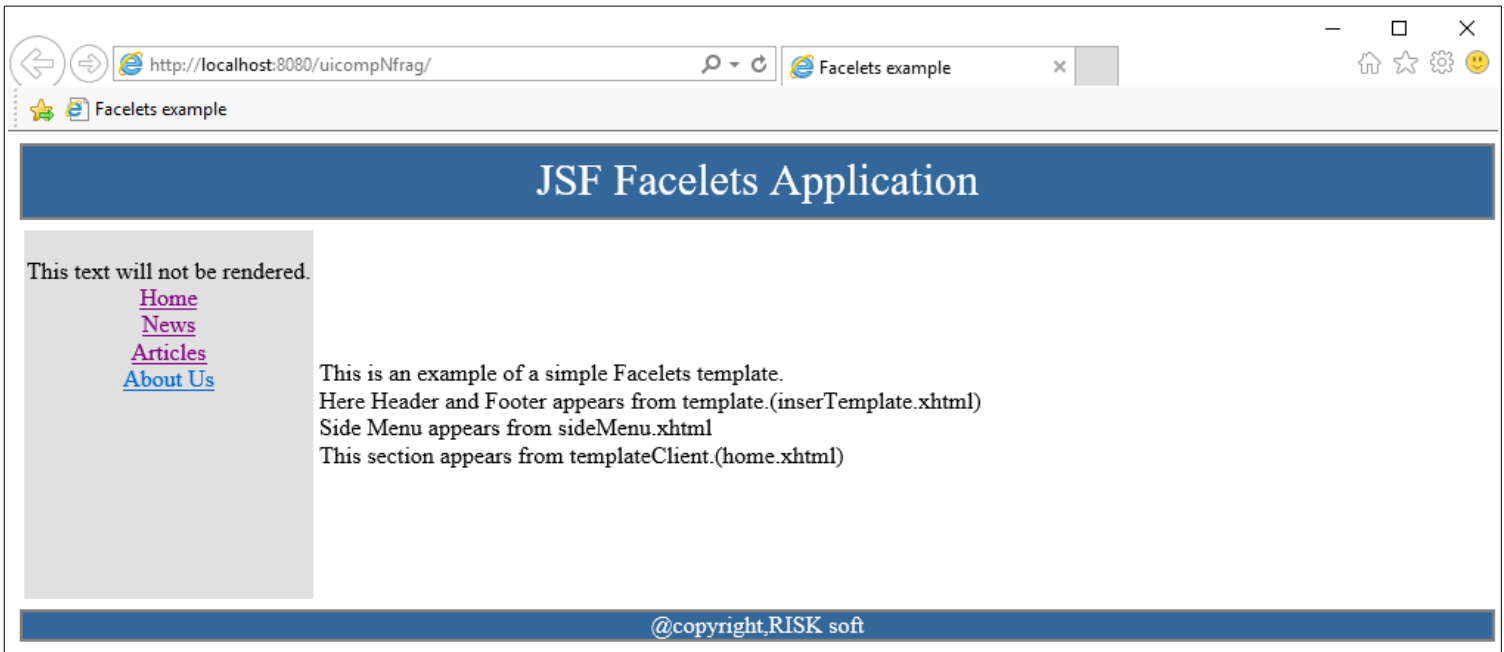 http://localhost:8080/uicompNfrag/
Facelets example
Facelets example
JSF Facelets Application
This text will not be rendered.
Home
News
Articles
About Us
This is an example of a simple Facelets template.
Here Header and Footer appears from template.(inserTemplate.xhtml)
Side Menu appears from sideMenu.xhtml
This section appears from templateClient.(home.xhtml)
@copyright,RISK soft